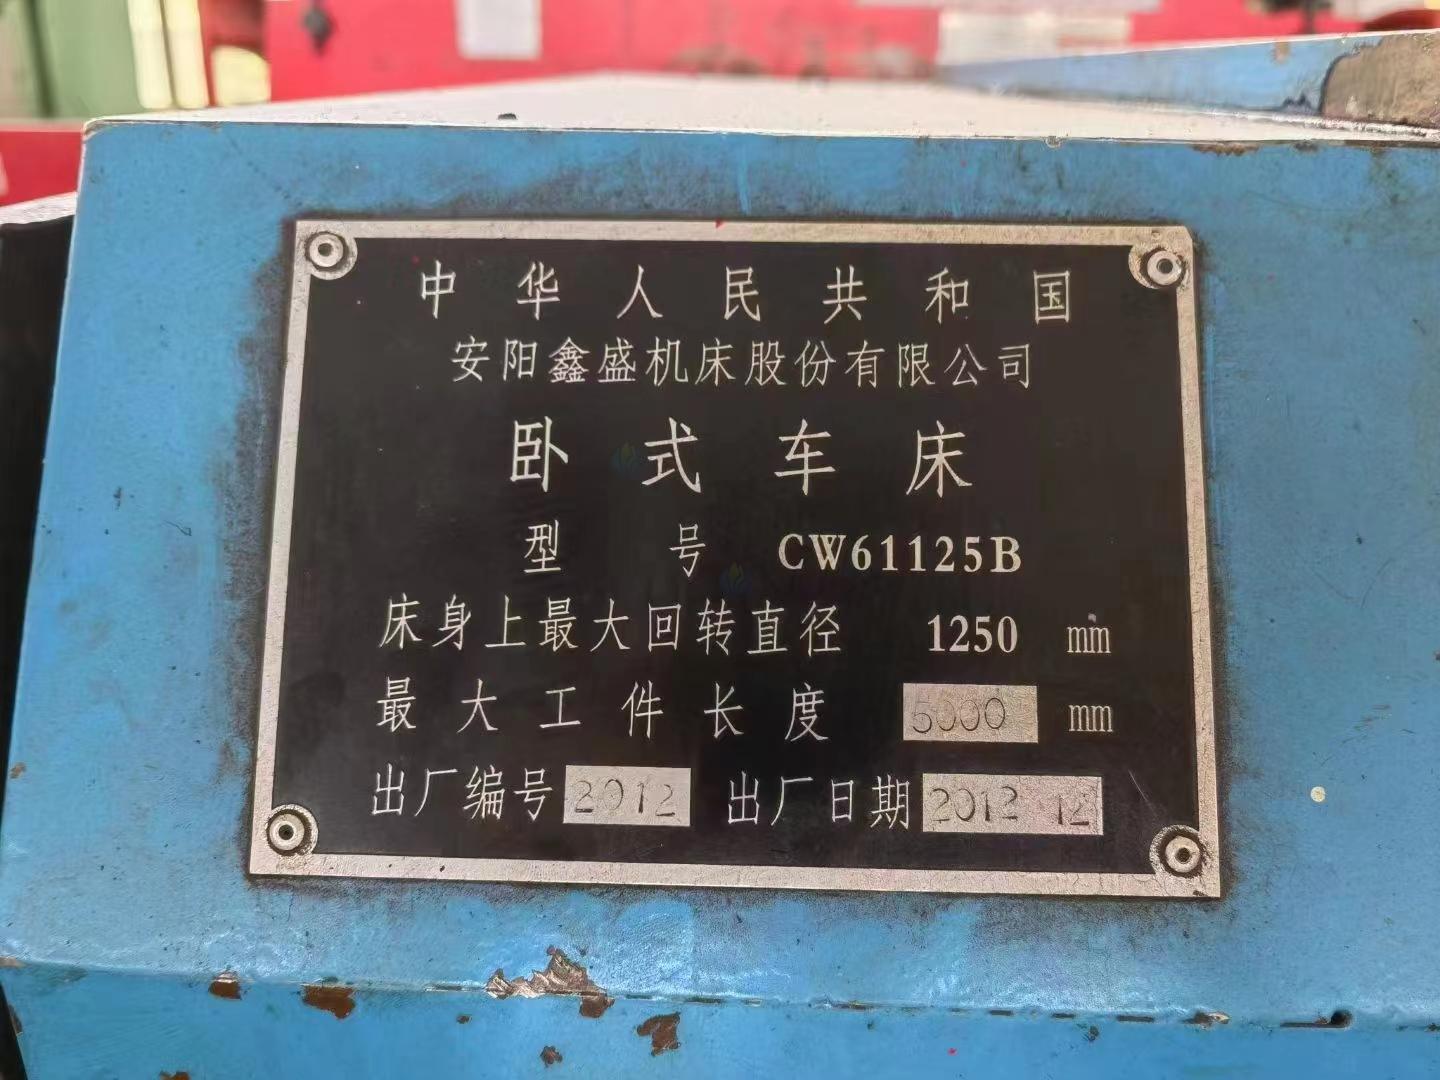 中华人民共和国
安阳鑫盛机床股份有限公司
卧式车床
型号 CW61125B
床身上最大回转直径 1250 mm
最大工件长度 5000 mm
出厂编号 2012 出厂日期 2012 12